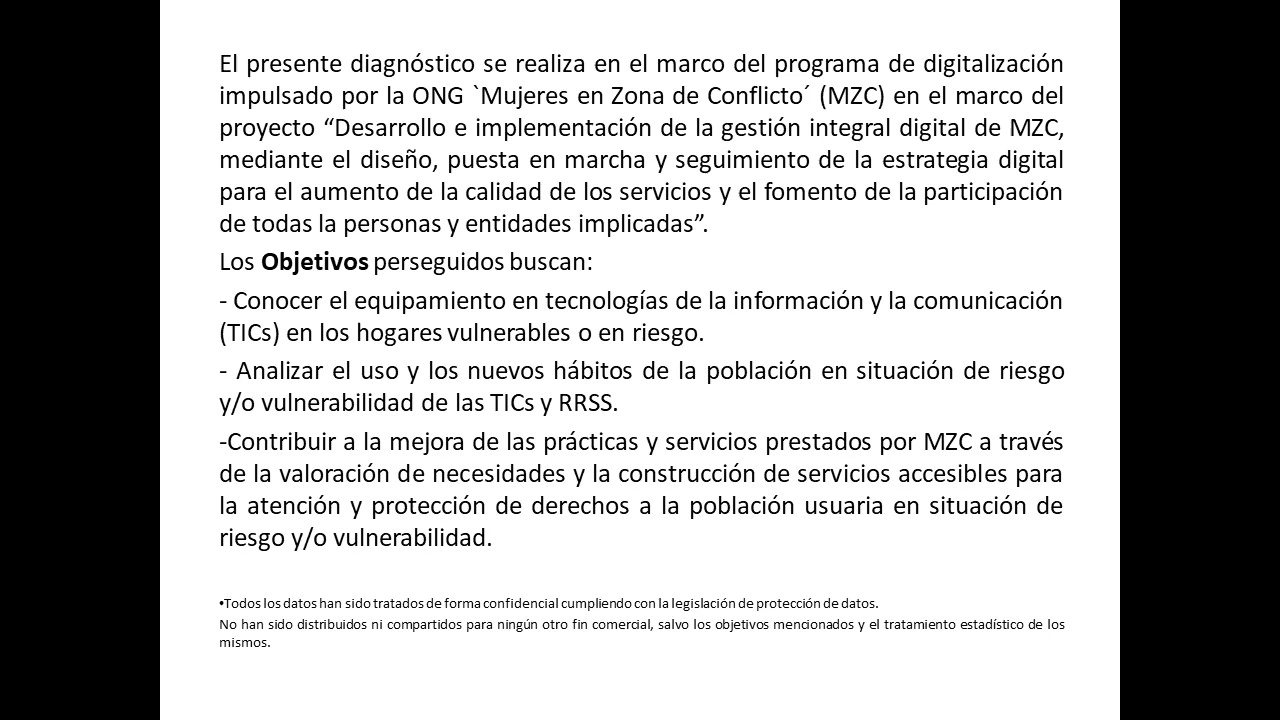 El presente diagnóstico se realiza en el marco del programa de digitalización
impulsado por la ONG `Mujeres en Zona de Conflicto´ (MZC) en el marco del
proyecto “Desarrollo e implementación de la gestión integral digital de MZC,
mediante el diseño, puesta en marcha y seguimiento de la estrategia digital
para el aumento de la calidad de los servicios y el fomento de la participación
de todas la personas y entidades implicadas”.
Los Objetivos perseguidos buscan:
- Conocer el equipamiento en tecnologías de la información y la comunicación
(TICs) en los hogares vulnerables o en riesgo.
- Analizar el uso y los nuevos hábitos de la población en situación de riesgo
y/o vulnerabilidad de las TICs y RRSS.
-Contribuir a la mejora de las prácticas y servicios prestados por MZC a través
de la valoración de necesidades y la construcción de servicios accesibles para
la atención y protección de derechos a la población usuaria en situación de
riesgo y/o vulnerabilidad.
•Todos los datos han sido tratados de forma confidencial cumpliendo con la legislación de protección de datos.
No han sido distribuidos ni compartidos para ningún otro fin comercial, salvo los objetivos mencionados y el tratamiento estadístico de los
mismos.